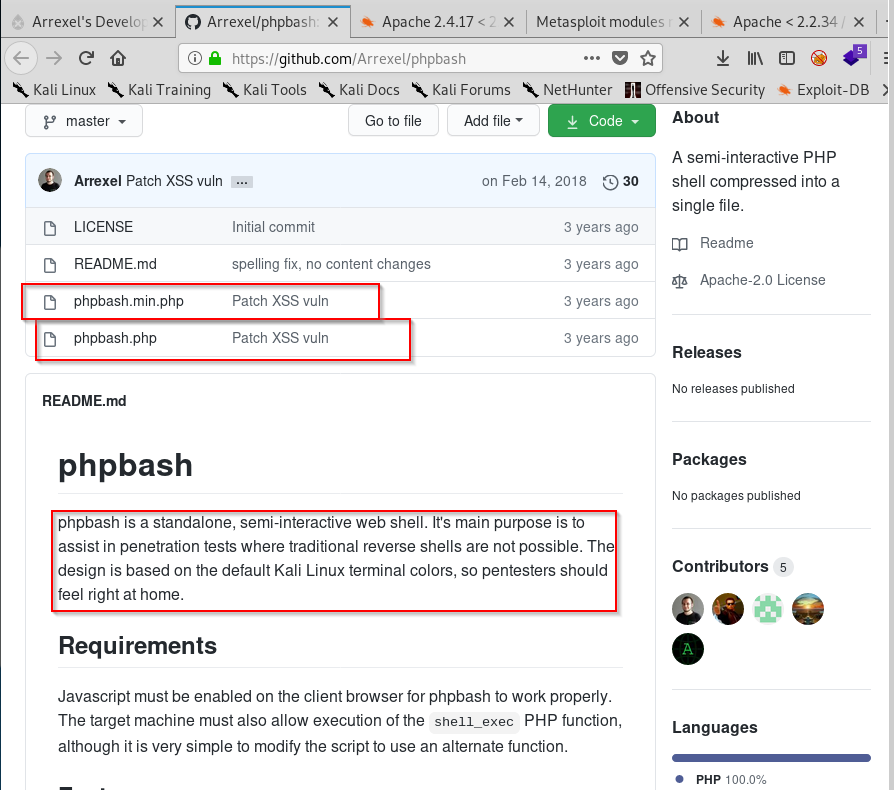 Arrexel's Develop
Arrexel/phpbash:
Apache 2.4.17 < 2
Metasploit modules r
Apache < 2.2.34 /
https://github.com/Arrexel/phpbash
5
Kali Linux
Kali Training
Kali Tools
Kali Docs
Kali Forums
NetHunter
Offensive Security
Exploit-DB
master
Go to file
Add file
Code
Arrexel Patch XSS vuln ... on Feb 14, 2018 30
LICENSE Initial commit 3 years ago
README.md spelling fix, no content changes 3 years ago
phpbash.min.php Patch XSS vuln 3 years ago
phpbash.php Patch XSS vuln 3 years ago
README.md
phpbash
phpbash is a standalone, semi-interactive web shell. It's main purpose is to
assist in penetration tests where traditional reverse shells are not possible. The
design is based on the default Kali Linux terminal colors, so pentesters should
feel right at home.
Requirements
Javascript must be enabled on the client browser for phpbash to work properly.
The target machine must also allow execution of the shell_exec PHP function,
although it is very simple to modify the script to use an alternate function.
About
A semi-interactive PHP
shell compressed into a
single file.
Readme
Apache-2.0 License
Releases
No releases published
Packages
No packages published
Contributors 5
A
Languages
PHP 100.0%